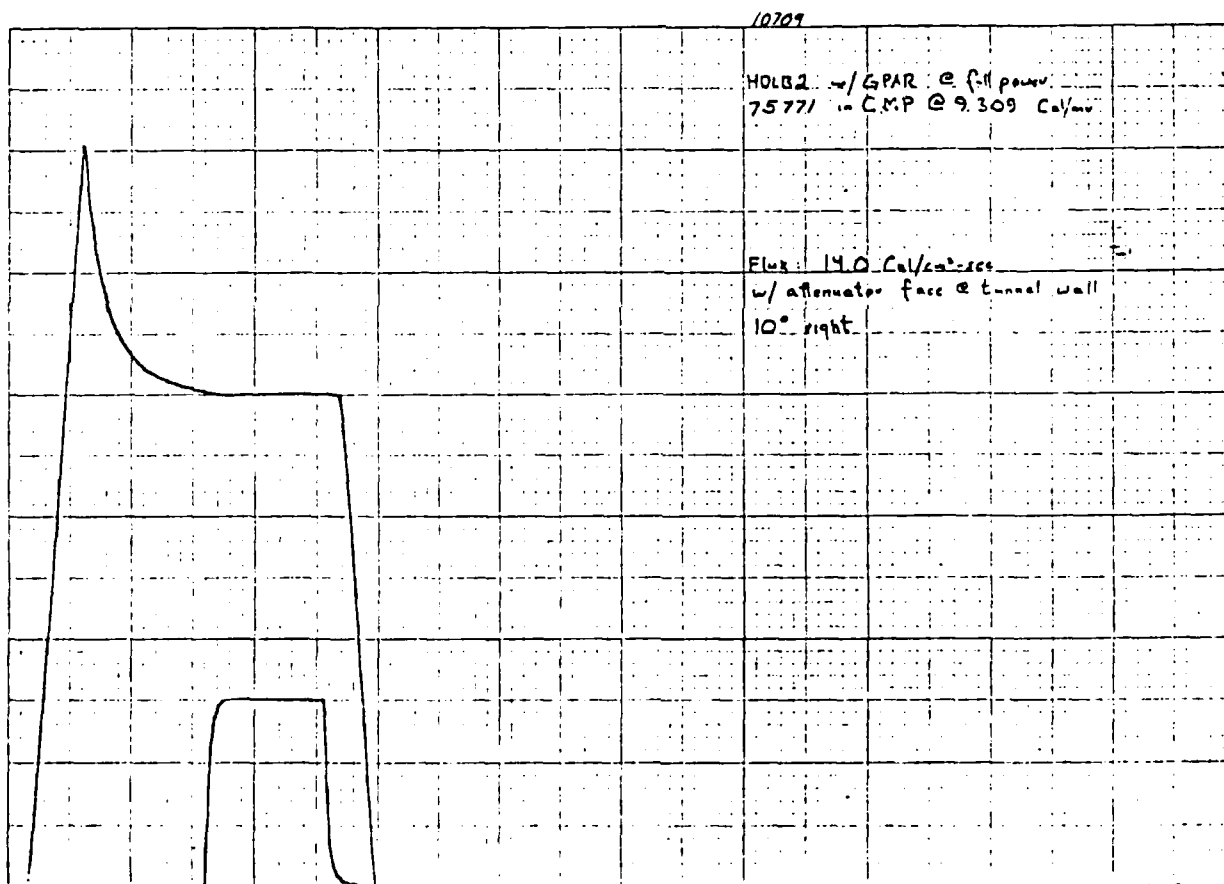 10709
HOLB2 w/ GPAR @ full power
75771 in C.M.P @ 9.309 Cal/mv
Flux: 14.0 Cal/cm²-sec
w/ attenuator face @ tunnel wall
10° right